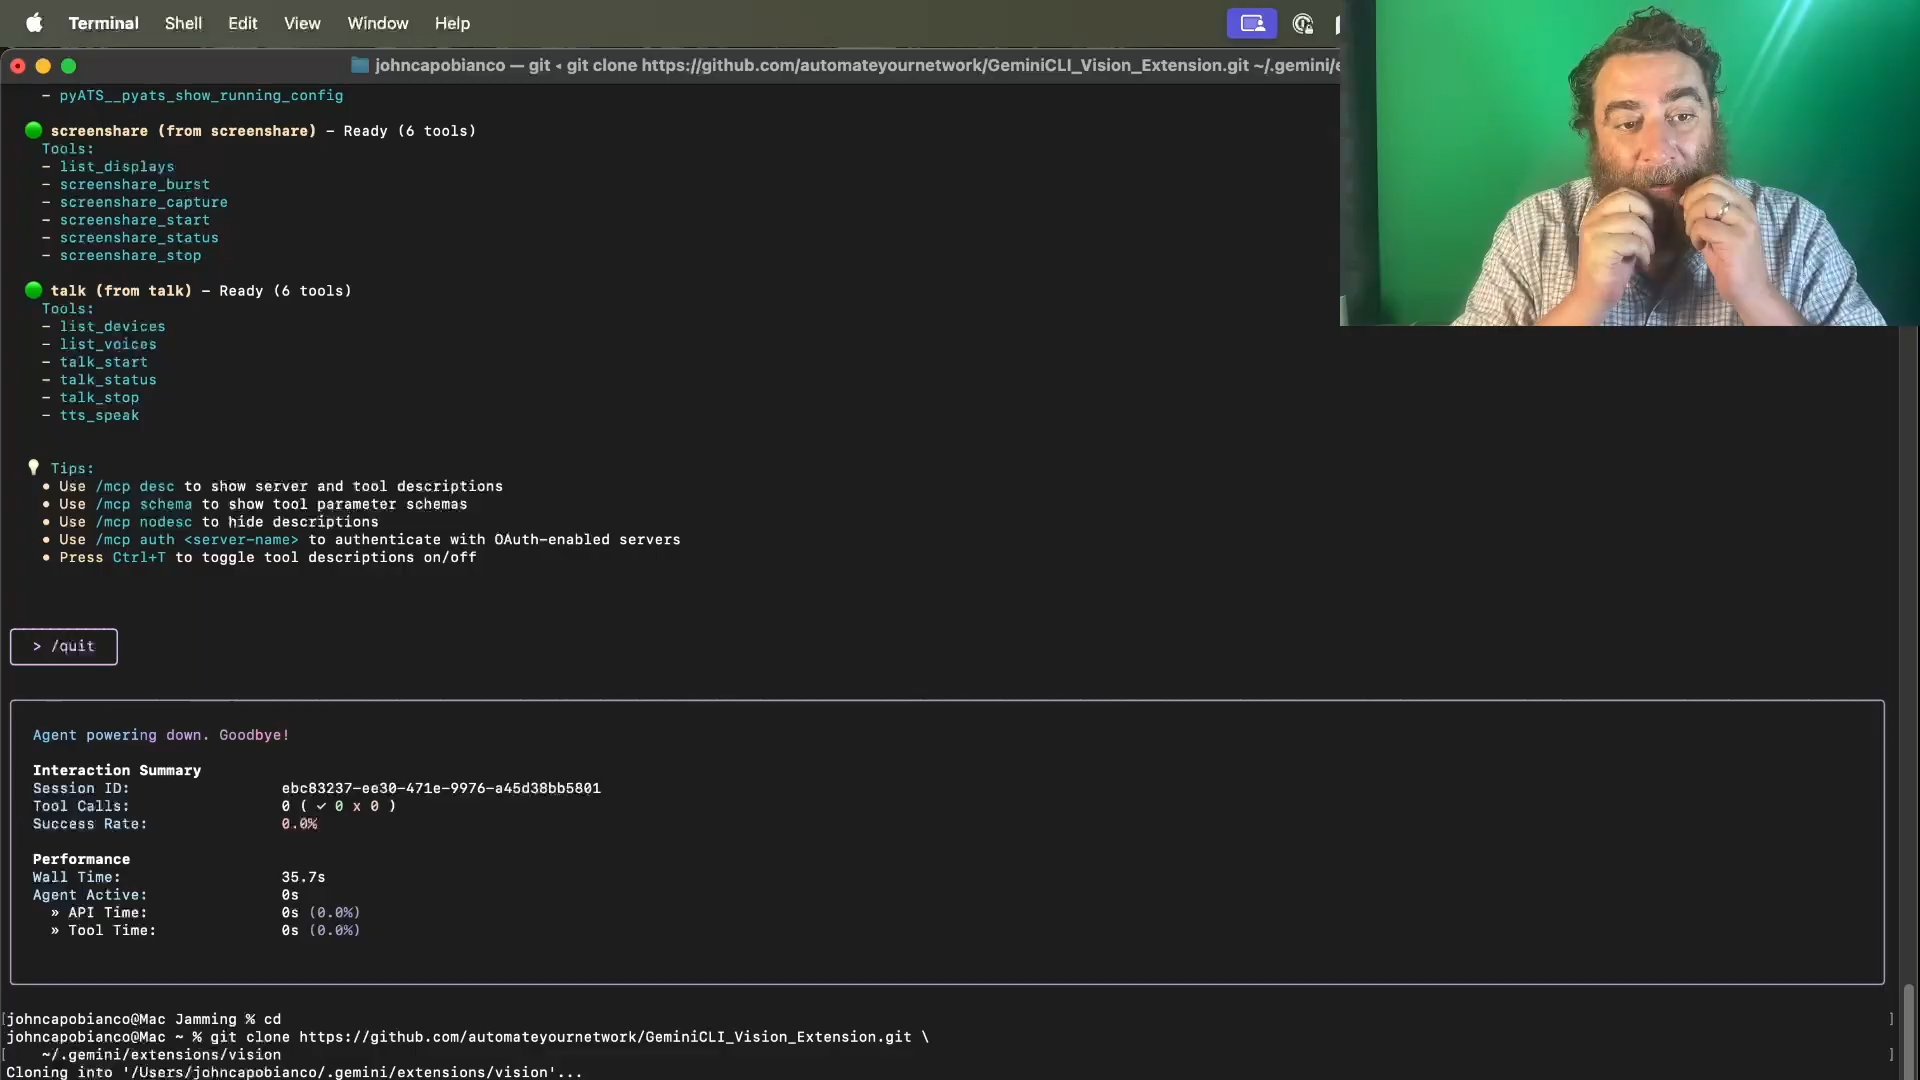 Terminal Shell Edit View Window Help
johncapobianco — git ◂ git clone https://github.com/automateyournetwork/GeminiCLI_Vision_Extension.git ~/.gemini/e
- pyATS__pyats_show_running_config
screenshare (from screenshare) - Ready (6 tools)
Tools:
- list_displays
- screenshare_burst
- screenshare_capture
- screenshare_start
- screenshare_status
- screenshare_stop
talk (from talk) - Ready (6 tools)
Tools:
- list_devices
- list_voices
- talk_start
- talk_status
- talk_stop
- tts_speak
💡 Tips:
● Use /mcp desc to show server and tool descriptions
● Use /mcp schema to show tool parameter schemas
● Use /mcp nodesc to hide descriptions
● Use /mcp auth <server-name> to authenticate with OAuth-enabled servers
● Press Ctrl+T to toggle tool descriptions on/off
> /quit
Agent powering down. Goodbye!
Interaction Summary
Session ID: ebc83237-ee30-471e-9976-a45d38bb5801
Tool Calls: 0 ( ✓ 0 x 0 )
Success Rate: 0.0%
Performance
Wall Time: 35.7s
Agent Active: 0s
» API Time: 0s (0.0%)
» Tool Time: 0s (0.0%)
[johncapobianco@Mac Jamming % cd ]
johncapobianco@Mac ~ % git clone https://github.com/automateyournetwork/GeminiCLI_Vision_Extension.git \
[ ~/.gemini/extensions/vision ]
Cloning into '/Users/johncapobianco/.gemini/extensions/vision'...